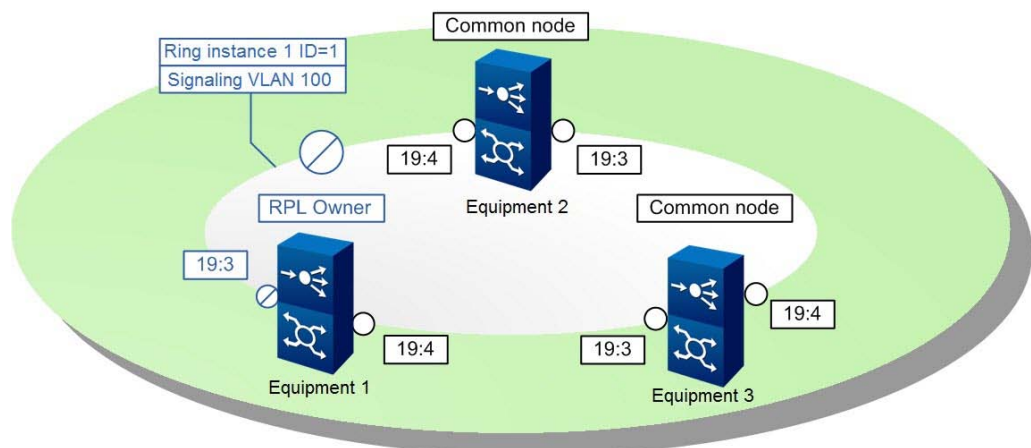 Common node
Ring instance 1 ID=1
Signaling VLAN 100
19:4
19:3
Equipment 2
RPL Owner
Common node
19:3
19:4
19:4
19:3
Equipment 1
Equipment 3